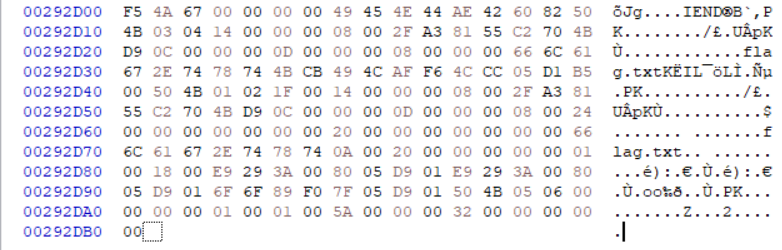 00292D00 F5 4A 67 00 00 00 00 49 45 4E 44 AE 42 60 82 50 õJg....IEND®B`‚P
00292D10 4B 03 04 14 00 00 00 08 00 2F A3 81 55 C2 70 4B K......../£.UÂpK
00292D20 D9 0C 00 00 00 0D 00 00 00 08 00 00 00 66 6C 61 Ù............fla
00292D30 67 2E 74 78 74 4B CB 49 4C AF F6 4C CC 05 D1 B5 g.txtKËIL¯öLÌ.Ñµ
00292D40 00 50 4B 01 02 1F 00 14 00 00 00 08 00 2F A3 81 .PK........../£.
00292D50 55 C2 70 4B D9 0C 00 00 00 0D 00 00 00 08 00 24 UÂpKÙ..........$
00292D60 00 00 00 00 00 00 00 20 00 00 00 00 00 00 00 66 ....... .......f
00292D70 6C 61 67 2E 74 78 74 0A 00 20 00 00 00 00 00 01 lag.txt.. ......
00292D80 00 18 00 E9 29 3A 00 80 05 D9 01 E9 29 3A 00 80 ...é):.€.Ù.é):.€
00292D90 05 D9 01 6F 6F 89 F0 7F 05 D9 01 50 4B 05 06 00 .Ù.oo‰ð..Ù.PK...
00292DA0 00 00 00 01 00 01 00 5A 00 00 00 32 00 00 00 00 .......Z...2....
00292DB0 00 .